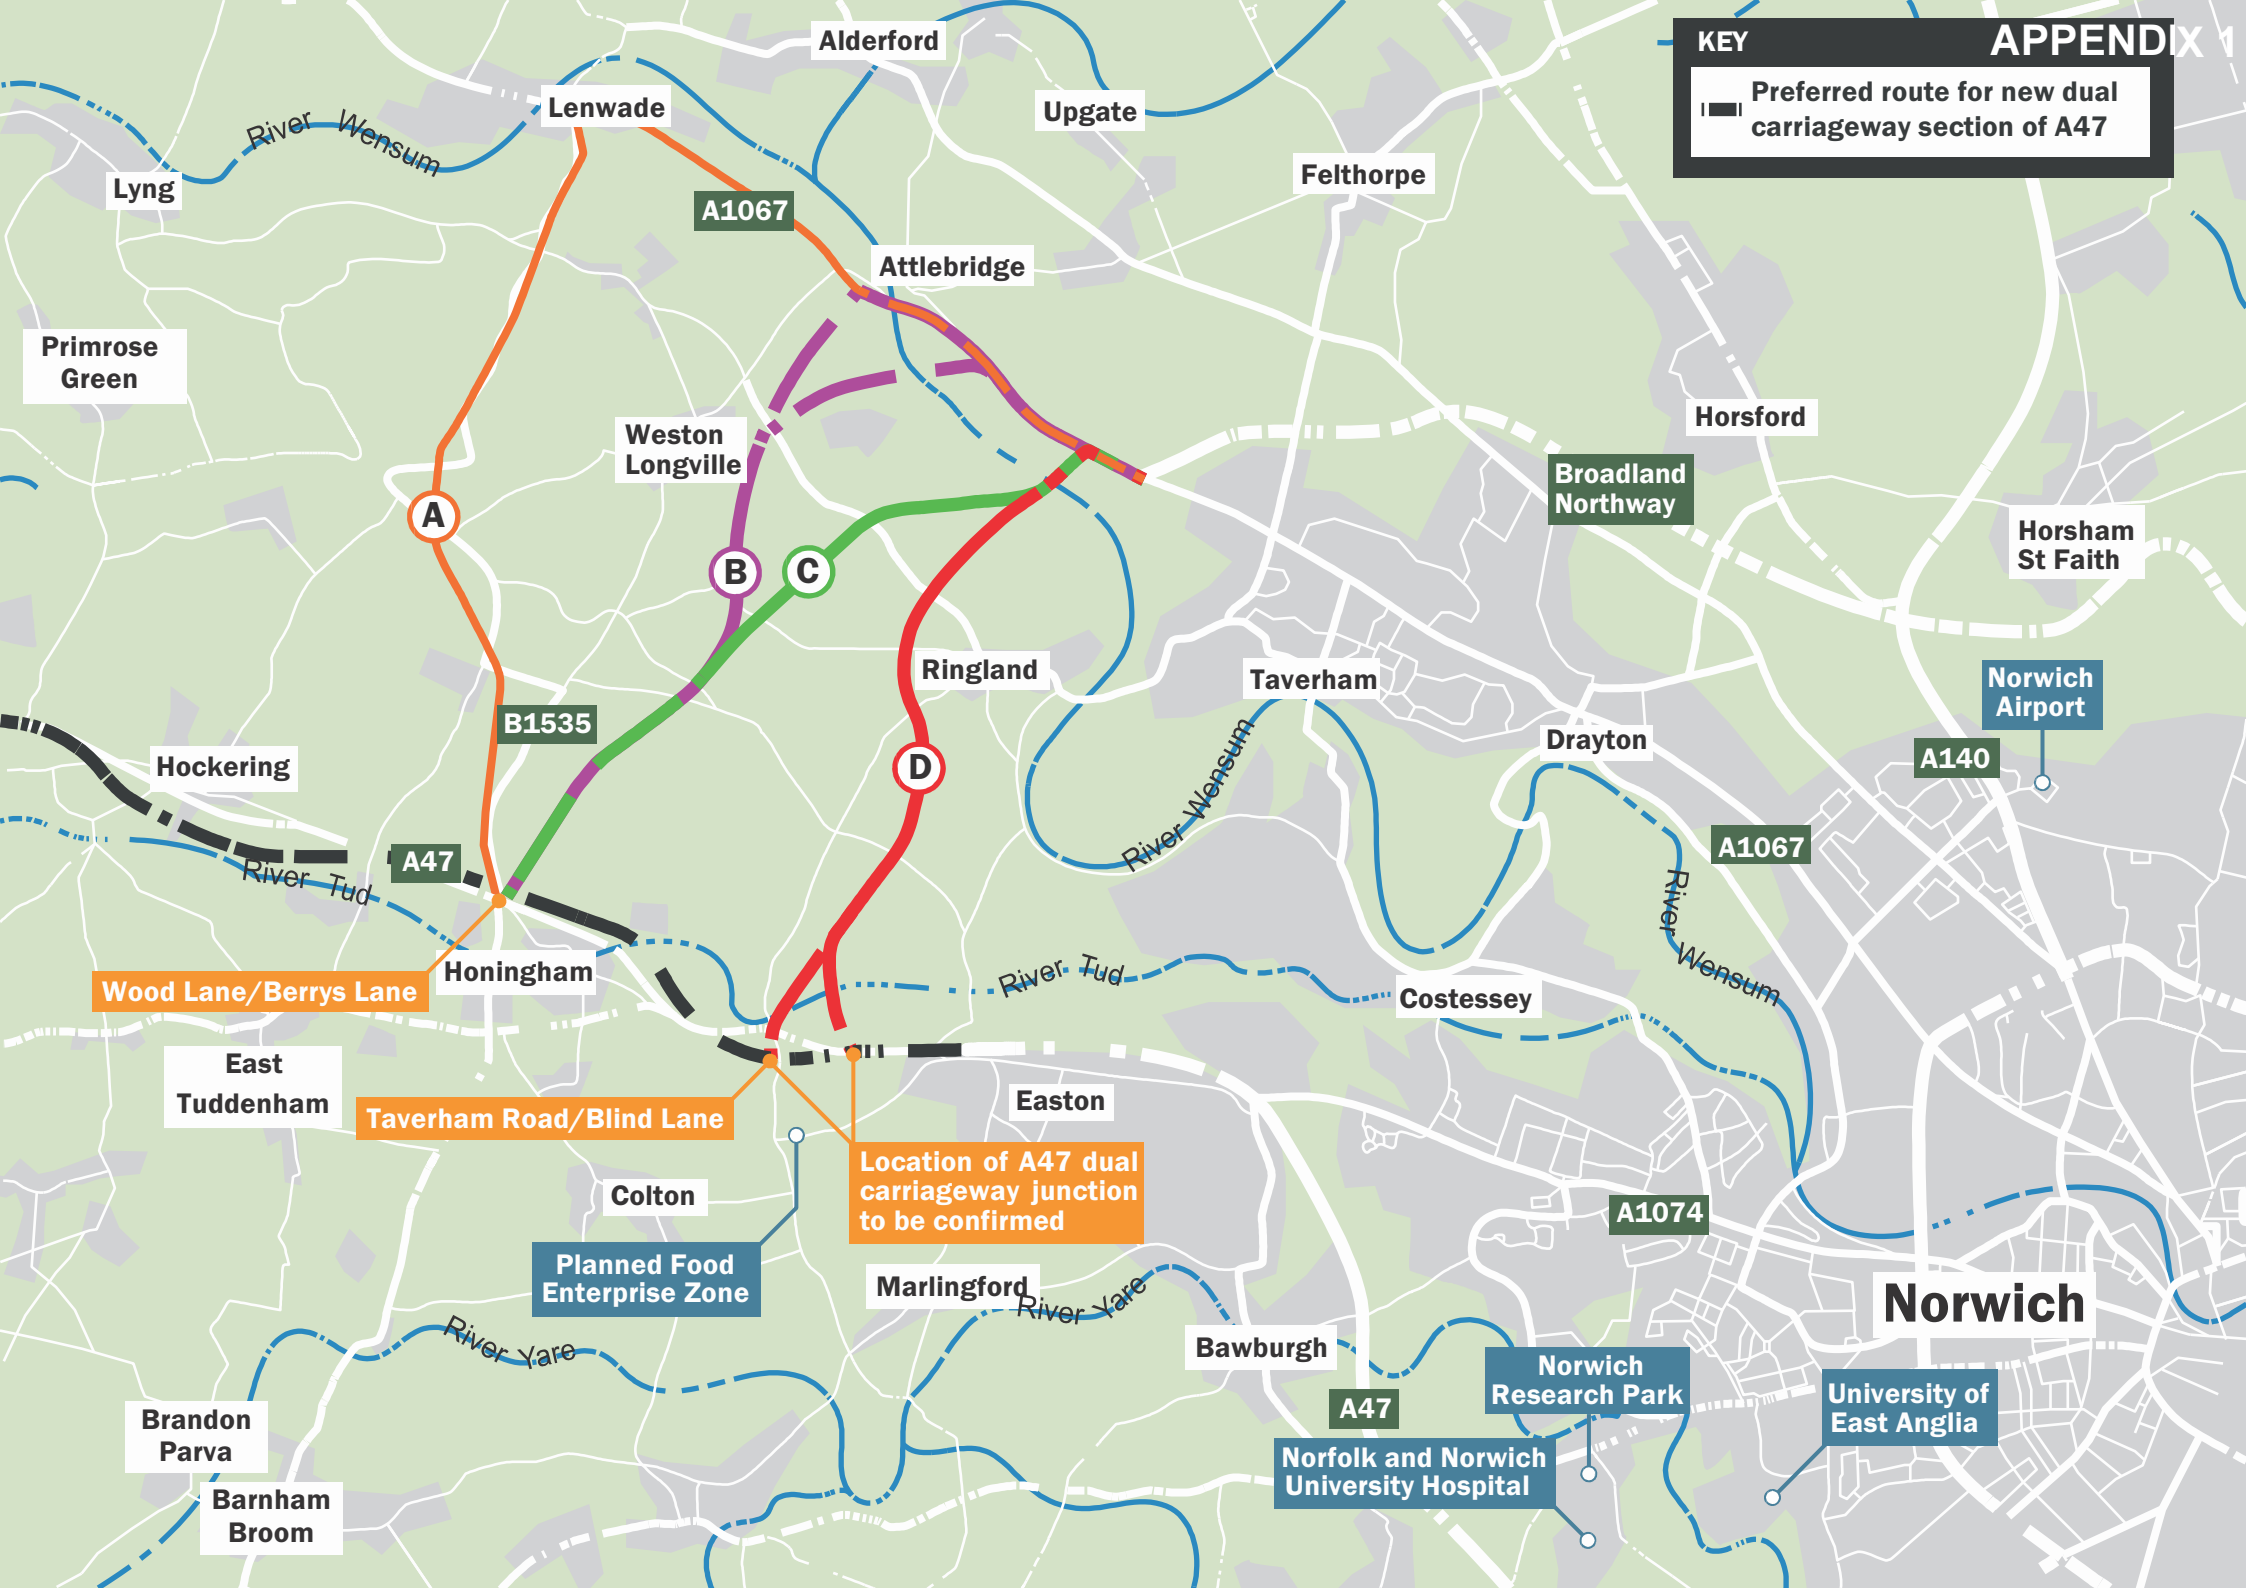 APPENDIX 1
KEY
Preferred route for new dual
carriageway section of A47
Alderford
Lenwade
Upgate
River Wensum
Felthorpe
Lyng
A1067
Attlebridge
Primrose
Green
Horsford
Weston
Longville
Broadland
Northway
A
Horsham
St Faith
B
C
Ringland
Taverham
Norwich
Airport
B1535
Drayton
Hockering
D
A140
River Wensum
A1067
A47
River Tud
River Wensum
Honingham
River Tud
Wood Lane/Berrys Lane
Costessey
East
Tuddenham
Easton
Taverham Road/Blind Lane
Location of A47 dual
carriageway junction
to be confirmed
Colton
A1074
Planned Food
Enterprise Zone
Marlingford
River Yare
Norwich
River Yare
Bawburgh
Norwich
Research Park
A47
University of
East Anglia
Brandon
Parva
Norfolk and Norwich
University Hospital
Barnham
Broom